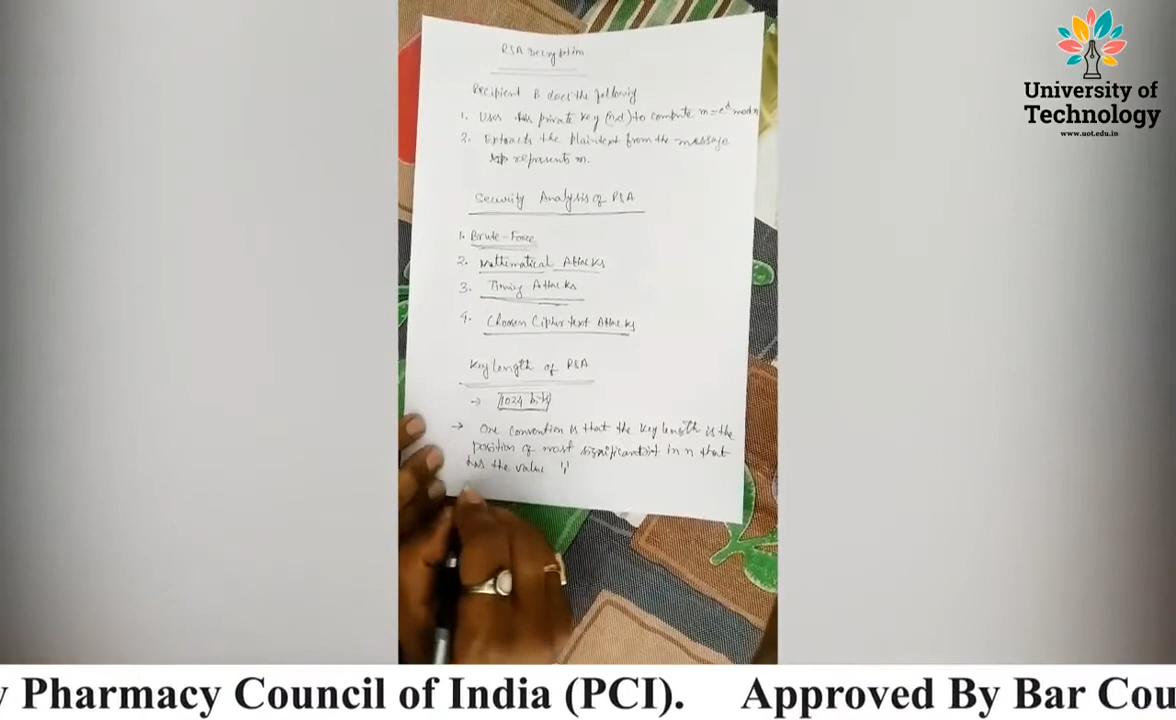 RSA Decryption
Recipient B does the following
1. Uses his private key (n,d) to compute m = c^d mod n
2. Extracts the plaintext from the message
represents m.
Security Analysis of RSA
1. Brute-Force
2. Mathematical Attacks
3. Timing Attacks
4. Chosen Cipher text Attacks
Key length of RSA
→ 1024 bits
→ One convention is that the key length is the
position of most significant bit in n that
has the value '1'
University of
Technology
www.uot.edu.in
y Pharmacy Council of India (PCI). Approved By Bar Cou